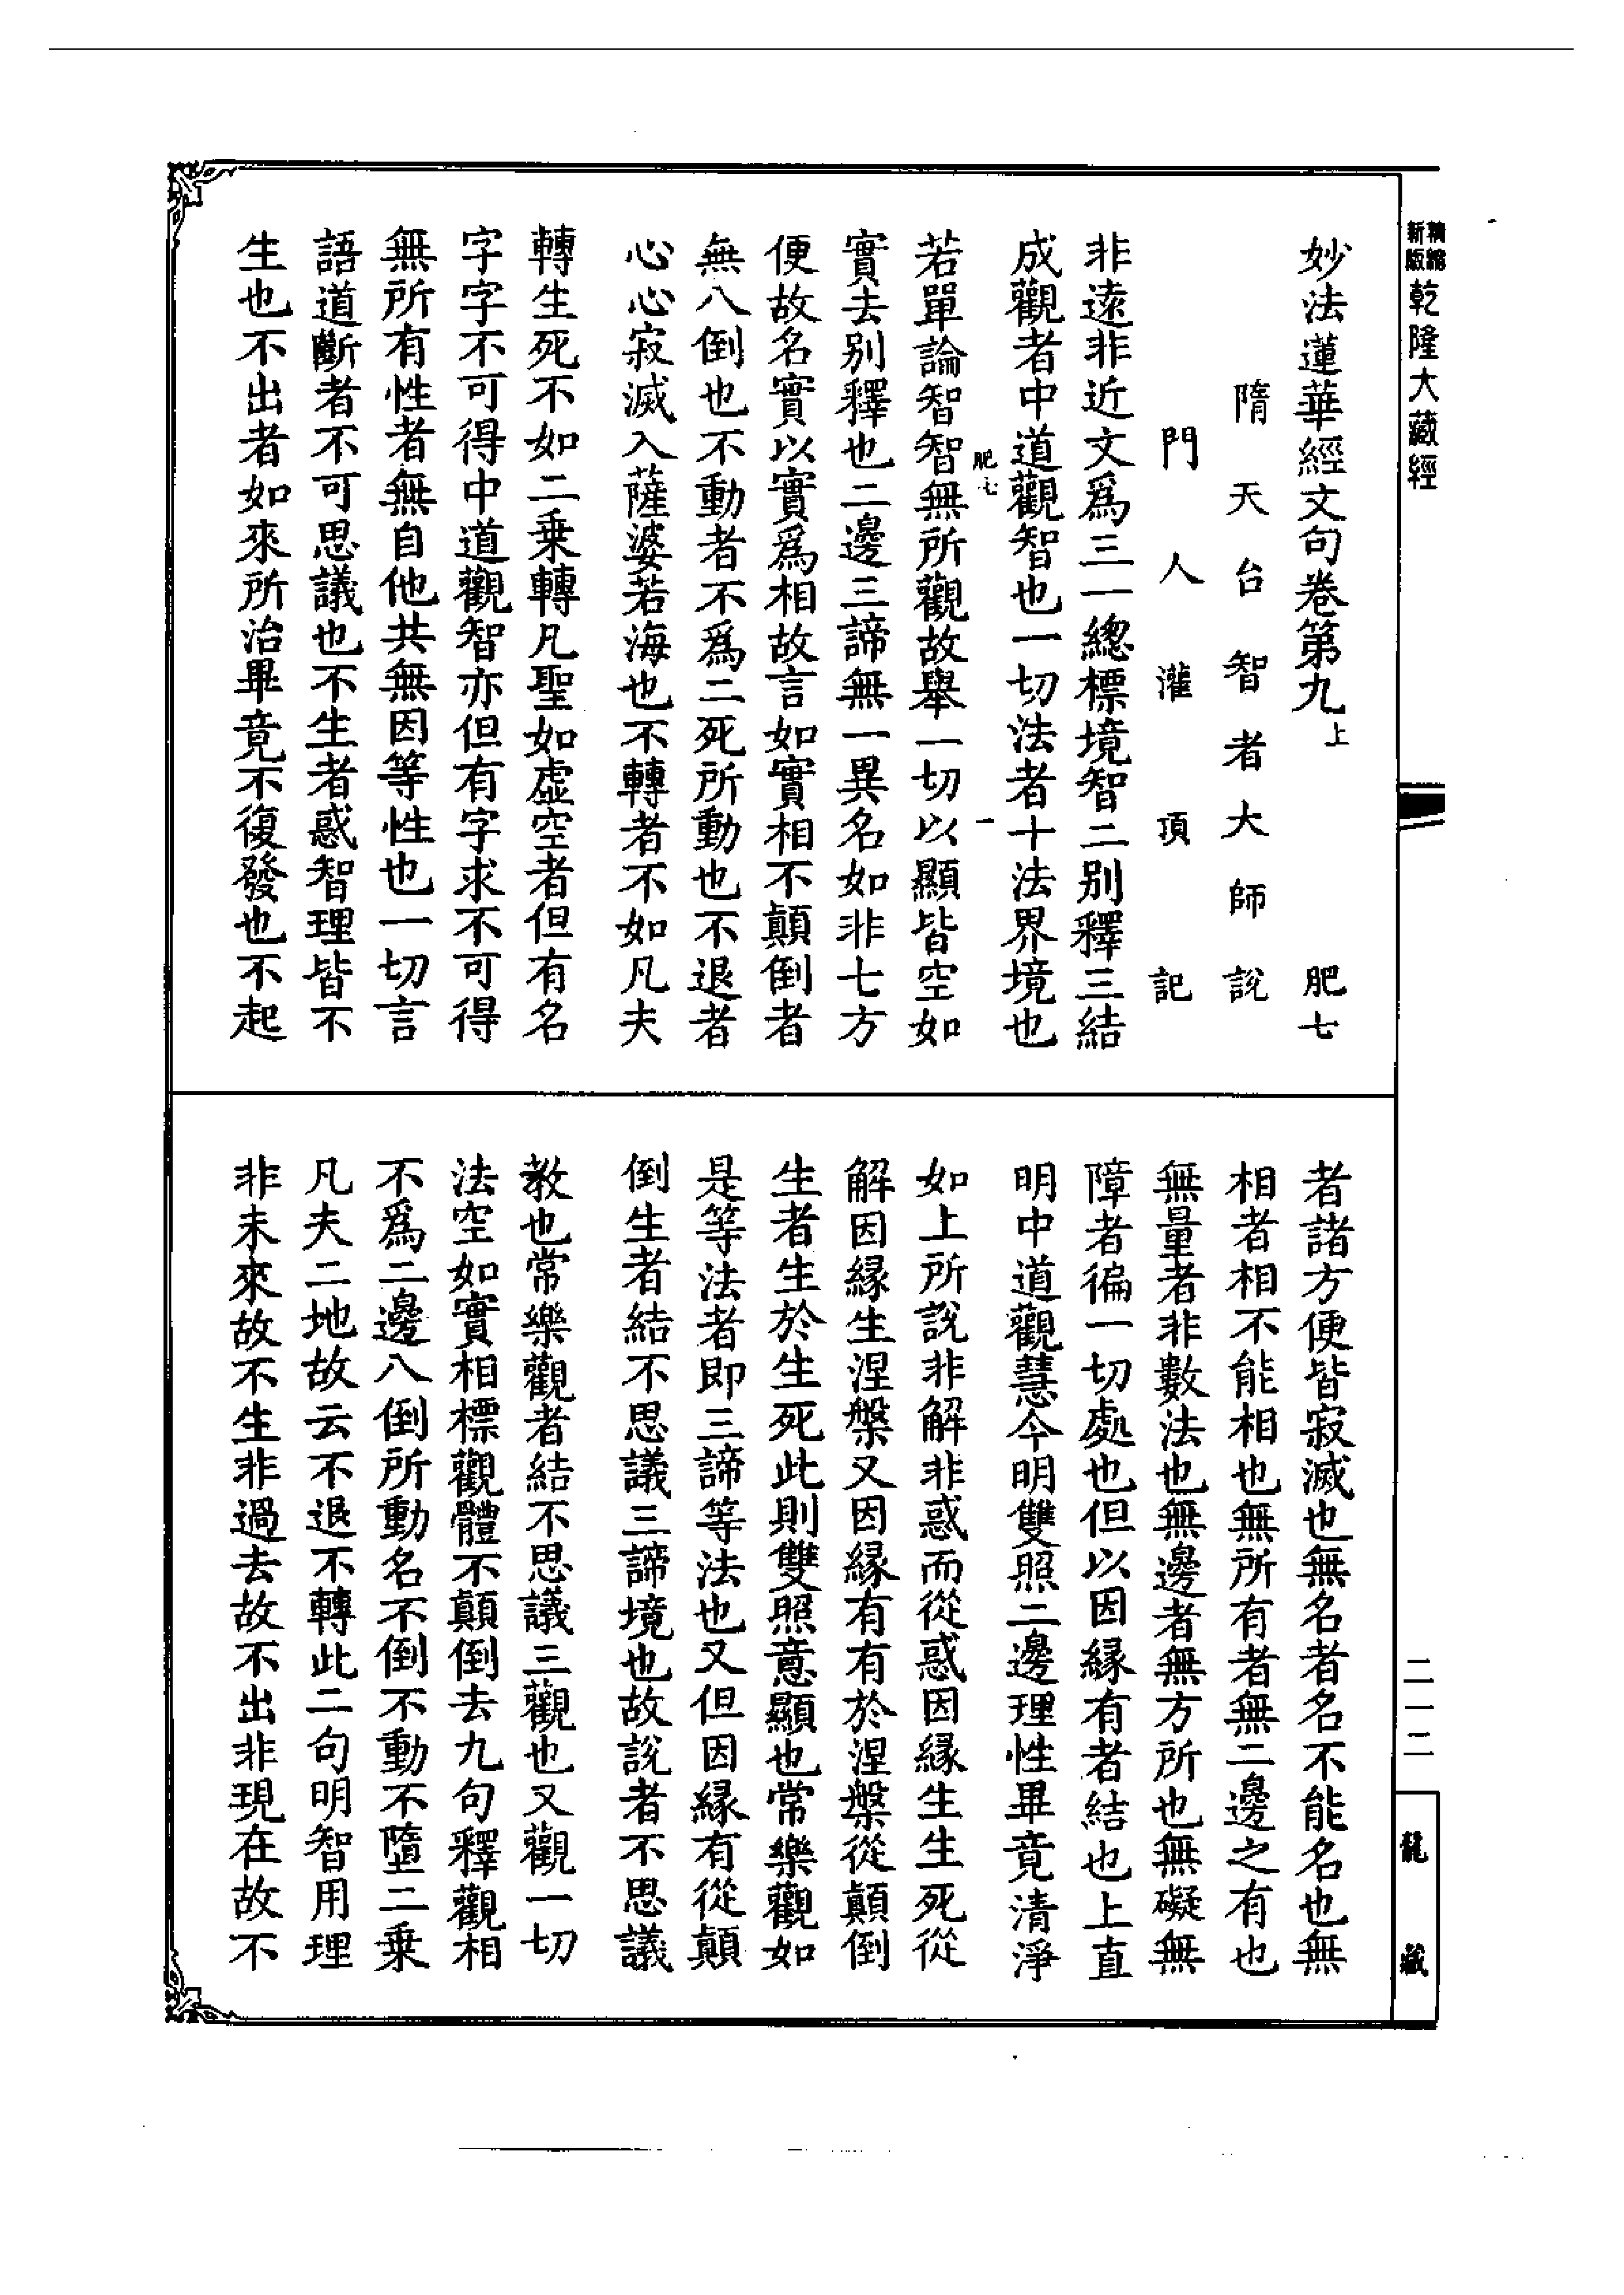 新版精縮乾隆大藏經
妙法蓮華經文句卷第九上 肥七
隋天台智者大師說
門人灌頂記
非遠非近文爲三一總標境智二別釋三結
成觀者中道觀智也一切法者十法界境也
肥七 一
若單論智智無所觀故舉一切以顯皆空如
實去別釋也二邊三諦無一異名如非七方
便故名實以實爲相故言如實相不顛倒者
無八倒也不動者不爲二死所動也不退者
心心寂滅入薩婆若海也不轉者不如凡夫
轉生死不如二乗轉凡聖如虛空者但有名
字字不可得中道觀智亦但有字求不可得
無所有性者無自他共無因等性也一切言
語道斷者不可思議也不生者惑智理皆不
生也不出者如來所治畢竟不復發也不起
者諸方便皆寂滅也無名者名不能名也無
相者相不能相也無所有者無二邊之有也
無量者非數法也無邊者無方所也無礙無
障者徧一切處也但以因緣有者結也上直
明中道觀慧今明雙照二邊理性畢竟清淨
如上所說非解非惑而從惑因緣生生死從
解因緣生涅槃又因緣有有於涅槃從顛倒
生者生於生死此則雙照意顯也常樂觀如
是等法者即三諦等法也又但因緣有從顛
倒生者結不思議三諦境也故說者不思議
教也常樂觀者結不思議三觀也又觀一切
法空如實相標觀體不顛倒去九句釋觀相
不爲二邊八倒所動名不倒不動不墮二乗
凡夫二地故云不退不轉此二句明智用理
非未來故不生非過去故不出非現在故不
二一二
龍藏